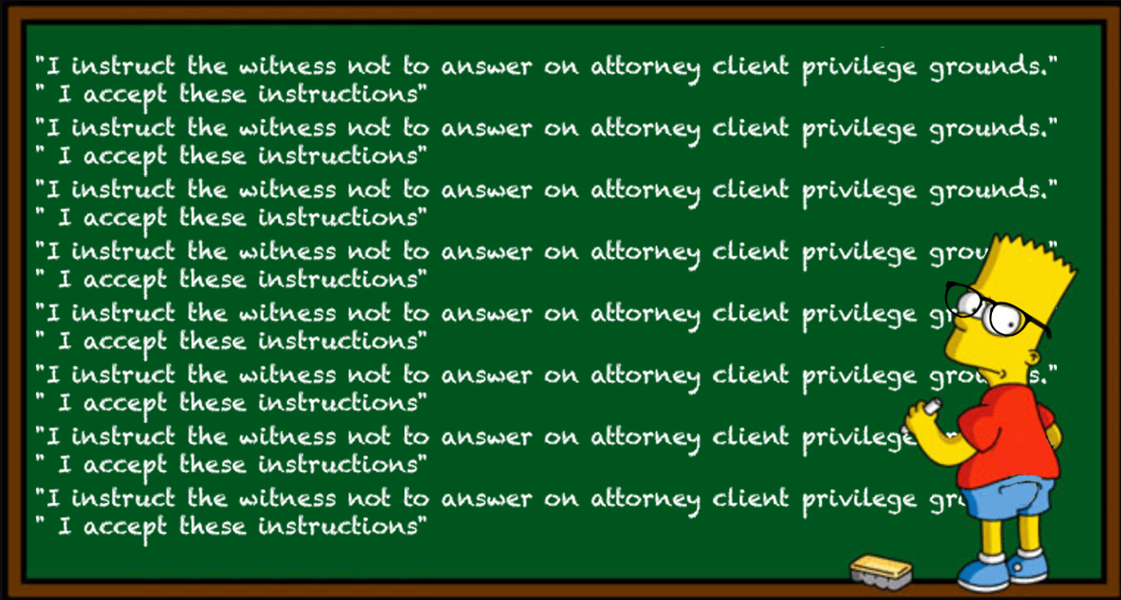 "I instruct the witness not to answer on attorney client privilege grounds."
" I accept these instructions"
"I instruct the witness not to answer on attorney client privilege grounds."
" I accept these instructions"
"I instruct the witness not to answer on attorney client privilege grounds."
" I accept these instructions"
"I instruct the witness not to answer on attorney client privilege
" I accept these instructions"
"I instruct the witness not to answer on attorney client privilege
" I accept these instructions"
"I instruct the witness not to answer on attorney client privilege
" I accept these instructions"
"I instruct the witness not to answer on attorney client privilege
" I accept these instructions"
"I instruct the witness not to answer on attorney client privilege
" I accept these instructions"